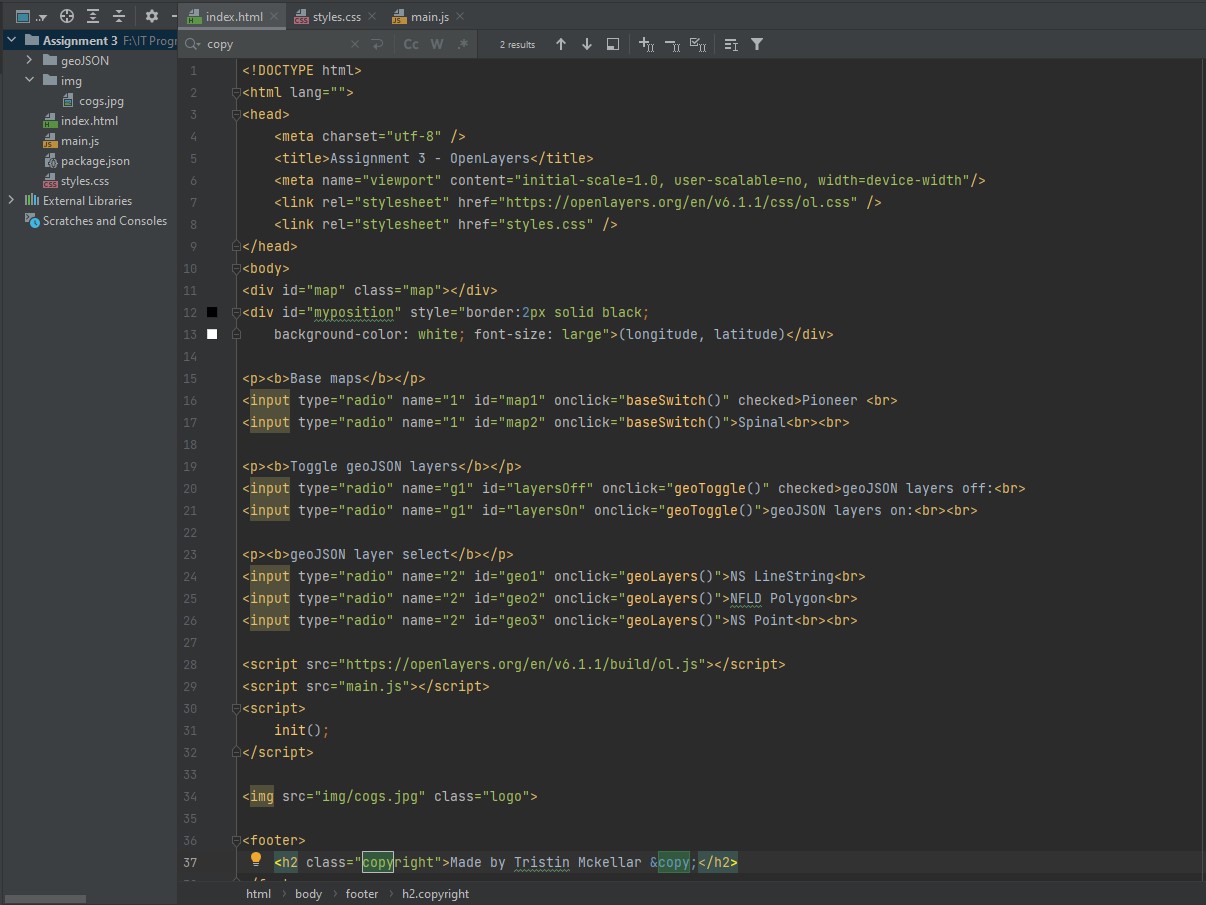 index.html styles.css main.js
Assignment 3 F:\IT Progr
geoJSON
img
cogs.jpg
index.html
main.js
package.json
styles.css
External Libraries
Scratches and Consoles
copy Cc W .* 2 results
1 <!DOCTYPE html>
2 <html lang="">
3 <head>
4 <meta charset="utf-8" />
5 <title>Assignment 3 - OpenLayers</title>
6 <meta name="viewport" content="initial-scale=1.0, user-scalable=no, width=device-width"/>
7 <link rel="stylesheet" href="https://openlayers.org/en/v6.1.1/css/ol.css" />
8 <link rel="stylesheet" href="styles.css" />
9 </head>
10 <body>
11 <div id="map" class="map"></div>
12 <div id="myposition" style="border:2px solid black;
13 background-color: white; font-size: large">(longitude, latitude)</div>
14
15 <p><b>Base maps</b></p>
16 <input type="radio" name="1" id="map1" onclick="baseSwitch()" checked>Pioneer <br>
17 <input type="radio" name="1" id="map2" onclick="baseSwitch()">Spinal<br><br>
18
19 <p><b>Toggle geoJSON layers</b></p>
20 <input type="radio" name="g1" id="layersOff" onclick="geoToggle()" checked>geoJSON layers off:<br>
21 <input type="radio" name="g1" id="layersOn" onclick="geoToggle()">geoJSON layers on:<br><br>
22
23 <p><b>geoJSON layer select</b></p>
24 <input type="radio" name="2" id="geo1" onclick="geoLayers()">NS LineString<br>
25 <input type="radio" name="2" id="geo2" onclick="geoLayers()">NFLD Polygon<br>
26 <input type="radio" name="2" id="geo3" onclick="geoLayers()">NS Point<br><br>
27
28 <script src="https://openlayers.org/en/v6.1.1/build/ol.js"></script>
29 <script src="main.js"></script>
30 <script>
31 init();
32 </script>
33
34 <img src="img/cogs.jpg" class="logo">
35
36 <footer>
37 <h2 class="copyright">Made by Tristin Mckellar &copy;</h2>
html body footer h2.copyright